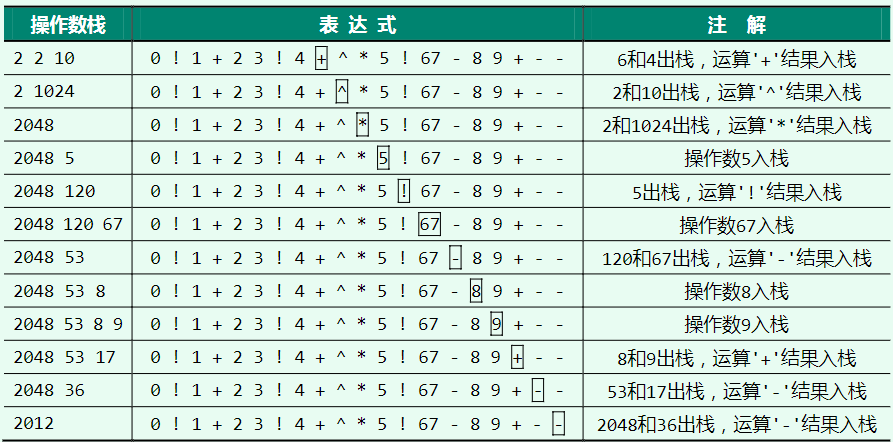 操作数栈 表 达 式 注 解
2 2 10 0 ! 1 + 2 3 ! 4 + ^ * 5 ! 67 - 8 9 + - - 6和4出栈，运算'+'结果入栈
2 1024 0 ! 1 + 2 3 ! 4 + ^ * 5 ! 67 - 8 9 + - - 2和10出栈，运算'^'结果入栈
2048 0 ! 1 + 2 3 ! 4 + ^ * 5 ! 67 - 8 9 + - - 2和1024出栈，运算'*'结果入栈
2048 5 0 ! 1 + 2 3 ! 4 + ^ * 5 ! 67 - 8 9 + - - 操作数5入栈
2048 120 0 ! 1 + 2 3 ! 4 + ^ * 5 ! 67 - 8 9 + - - 5出栈，运算'!'结果入栈
2048 120 67 0 ! 1 + 2 3 ! 4 + ^ * 5 ! 67 - 8 9 + - - 操作数67入栈
2048 53 0 ! 1 + 2 3 ! 4 + ^ * 5 ! 67 - 8 9 + - - 120和67出栈，运算'-'结果入栈
2048 53 8 0 ! 1 + 2 3 ! 4 + ^ * 5 ! 67 - 8 9 + - - 操作数8入栈
2048 53 8 9 0 ! 1 + 2 3 ! 4 + ^ * 5 ! 67 - 8 9 + - - 操作数9入栈
2048 53 17 0 ! 1 + 2 3 ! 4 + ^ * 5 ! 67 - 8 9 + - - 8和9出栈，运算'+'结果入栈
2048 36 0 ! 1 + 2 3 ! 4 + ^ * 5 ! 67 - 8 9 + - - 53和17出栈，运算'-'结果入栈
2012 0 ! 1 + 2 3 ! 4 + ^ * 5 ! 67 - 8 9 + - - 2048和36出栈，运算'-'结果入栈